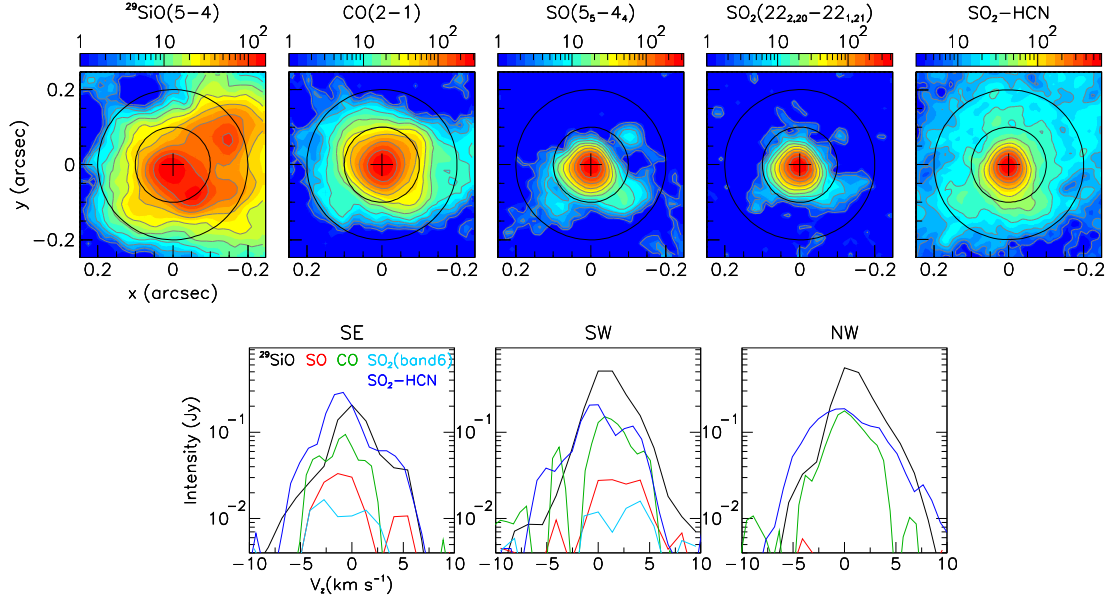 ²⁹SiO(5−4) CO(2−1) SO(5₅−4₄) SO₂(22₂,₂₀−22₁,₂₁) SO₂−HCN
1 10 10² 1 10 10² 1 10 10² 1 10 10² 10 10²
0.2
0
−0.2
y (arcsec)
0.2 0 −0.2 0.2 0 −0.2 0.2 0 −0.2 0.2 0 −0.2 0.2 0 −0.2
x (arcsec)
SE SW NW
²⁹SiO SO CO SO₂(band6)
SO₂−HCN
10⁻¹ 10⁻¹ 10⁻¹
10⁻² 10⁻² 10⁻²
Intensity (Jy)
−10 −5 0 5 10 −10 −5 0 5 10 −10 −5 0 5 10
V_z(km s⁻¹)